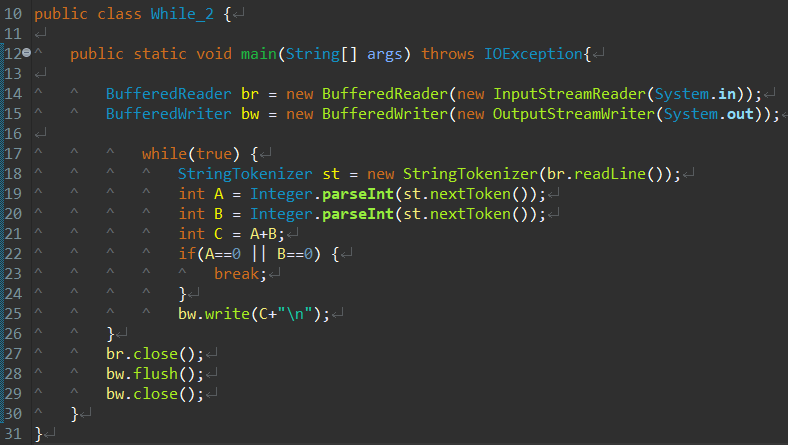 10 public class While_2 {
11
12 public static void main(String[] args) throws IOException{
13
14 BufferedReader br = new BufferedReader(new InputStreamReader(System.in));
15 BufferedWriter bw = new BufferedWriter(new OutputStreamWriter(System.out));
16
17 while(true) {
18 StringTokenizer st = new StringTokenizer(br.readLine());
19 int A = Integer.parseInt(st.nextToken());
20 int B = Integer.parseInt(st.nextToken());
21 int C = A+B;
22 if(A==0 || B==0) {
23 break;
24 }
25 bw.write(C+"\n");
26 }
27 br.close();
28 bw.flush();
29 bw.close();
30 }
31 }